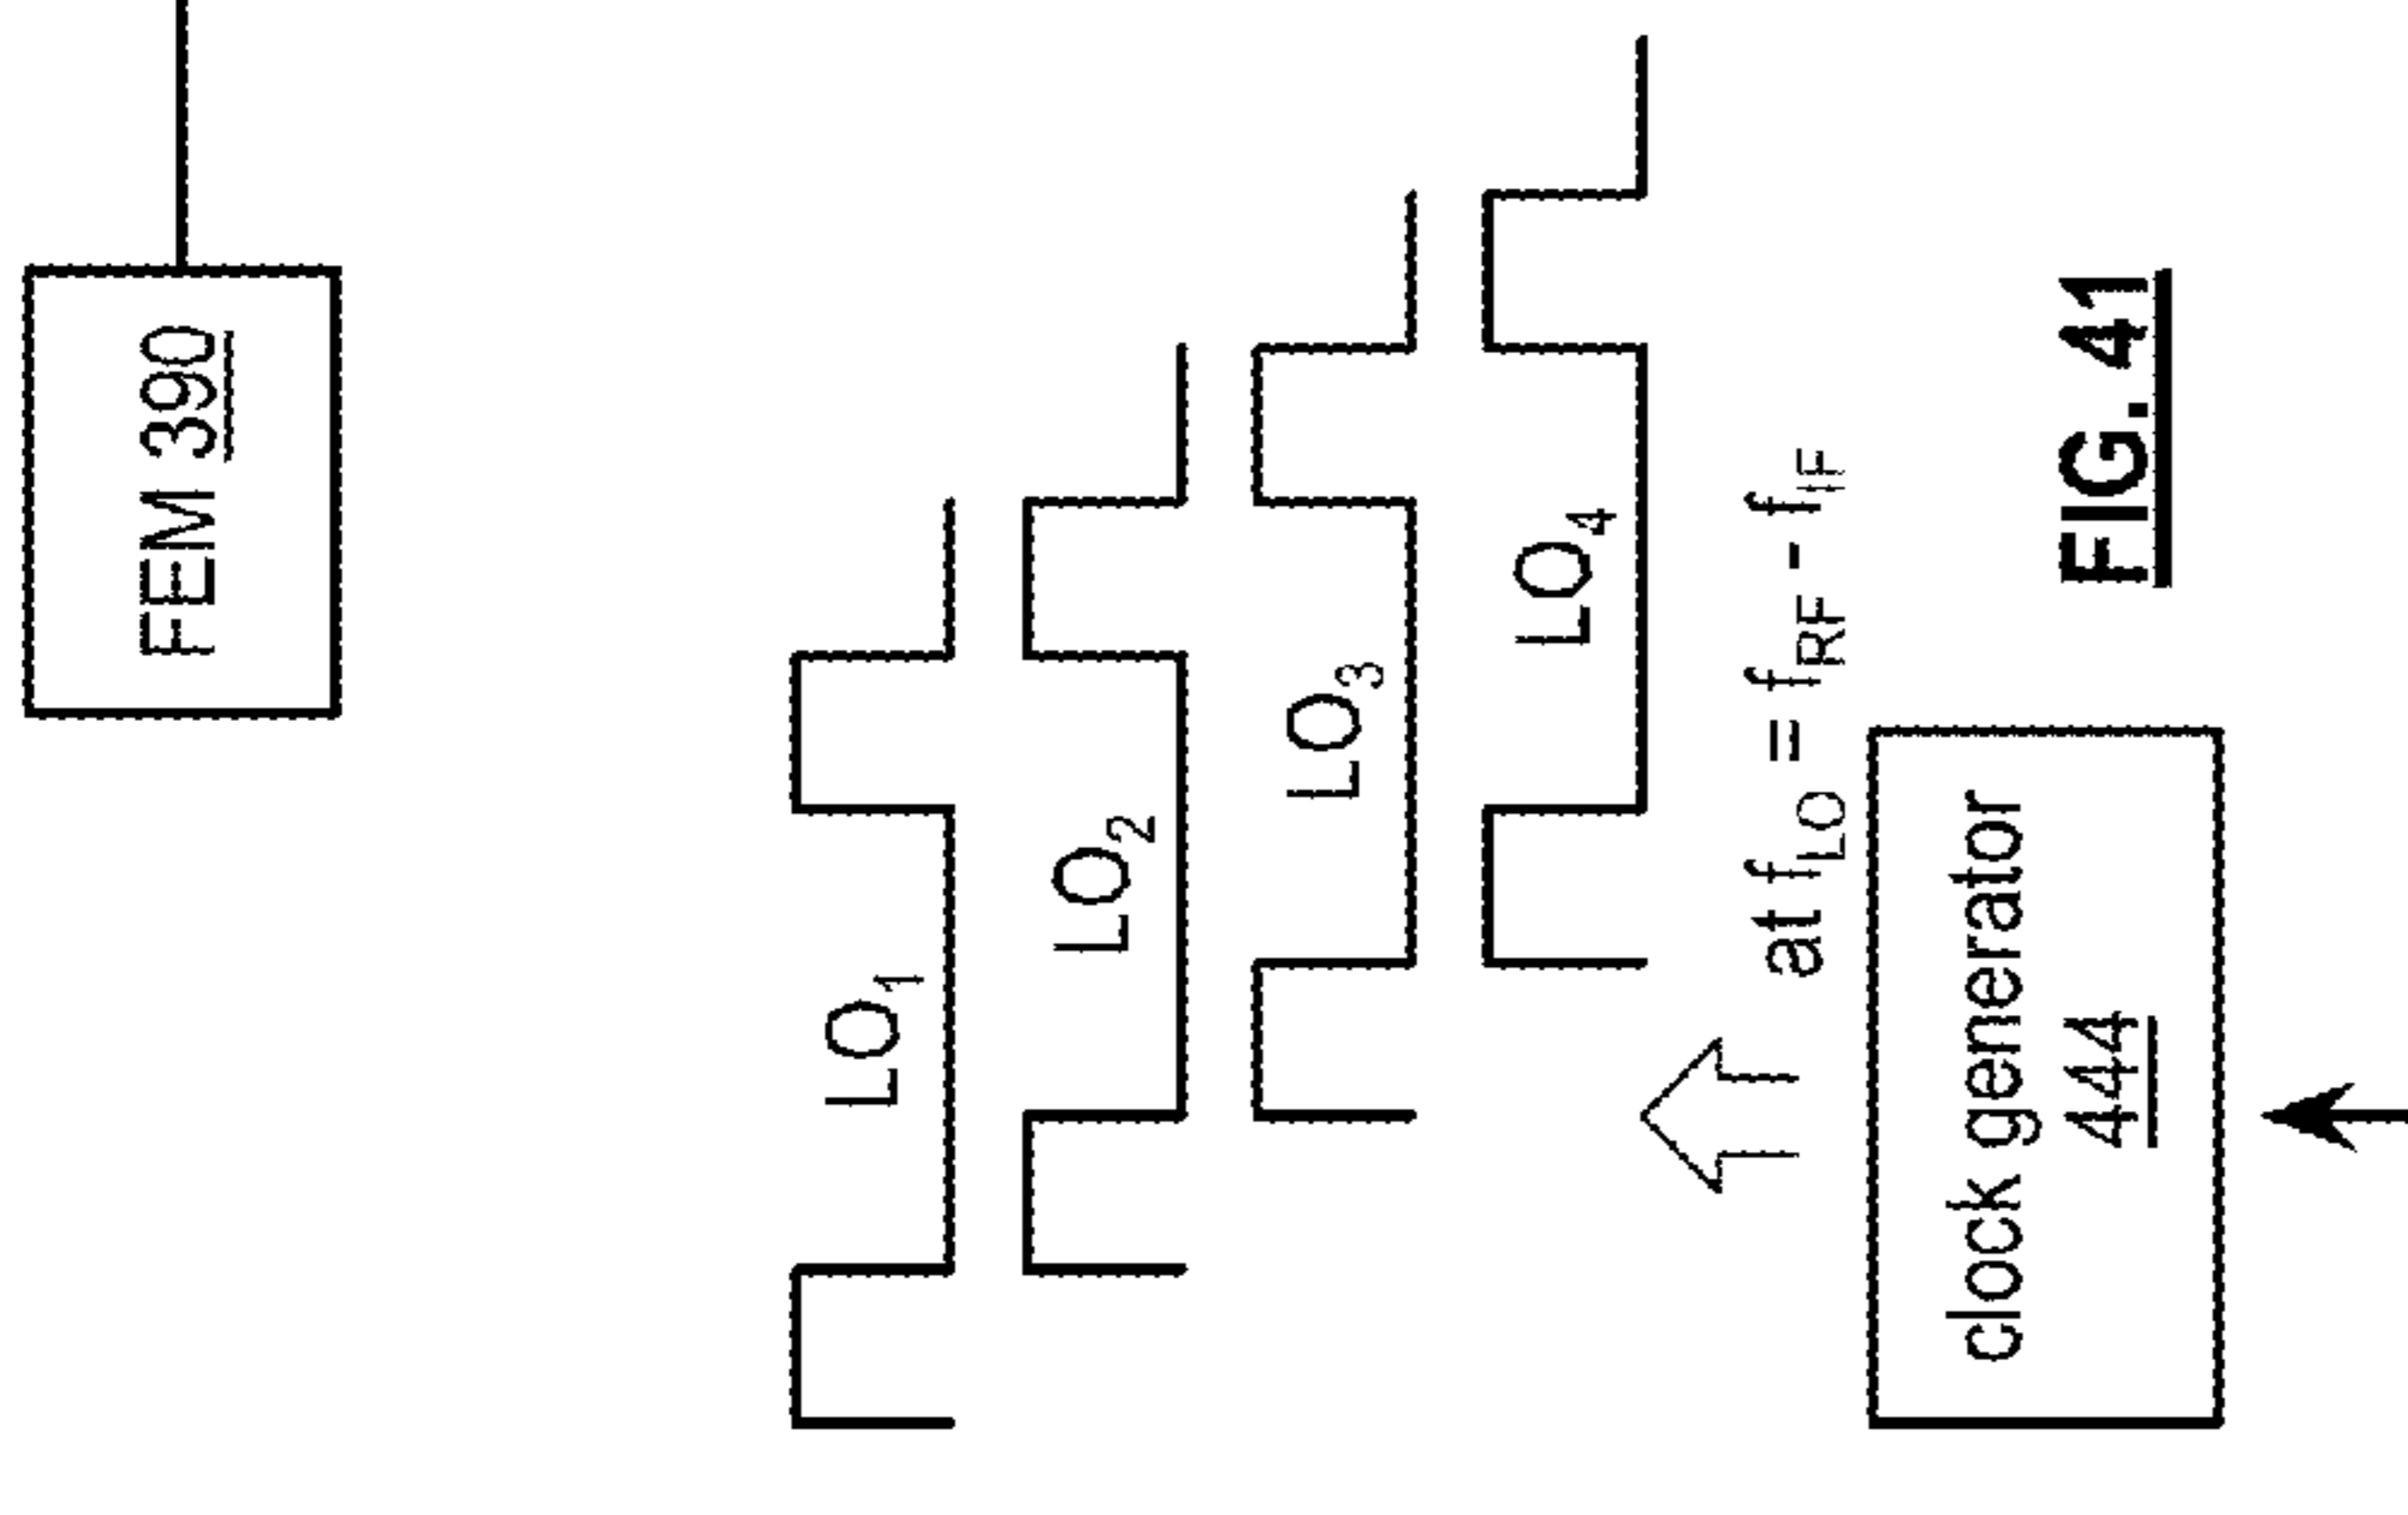 FEM 390
LO1
LO2
LO3
LO4
at fLO = fRF - fIF
clock generator
444
FIG. 41